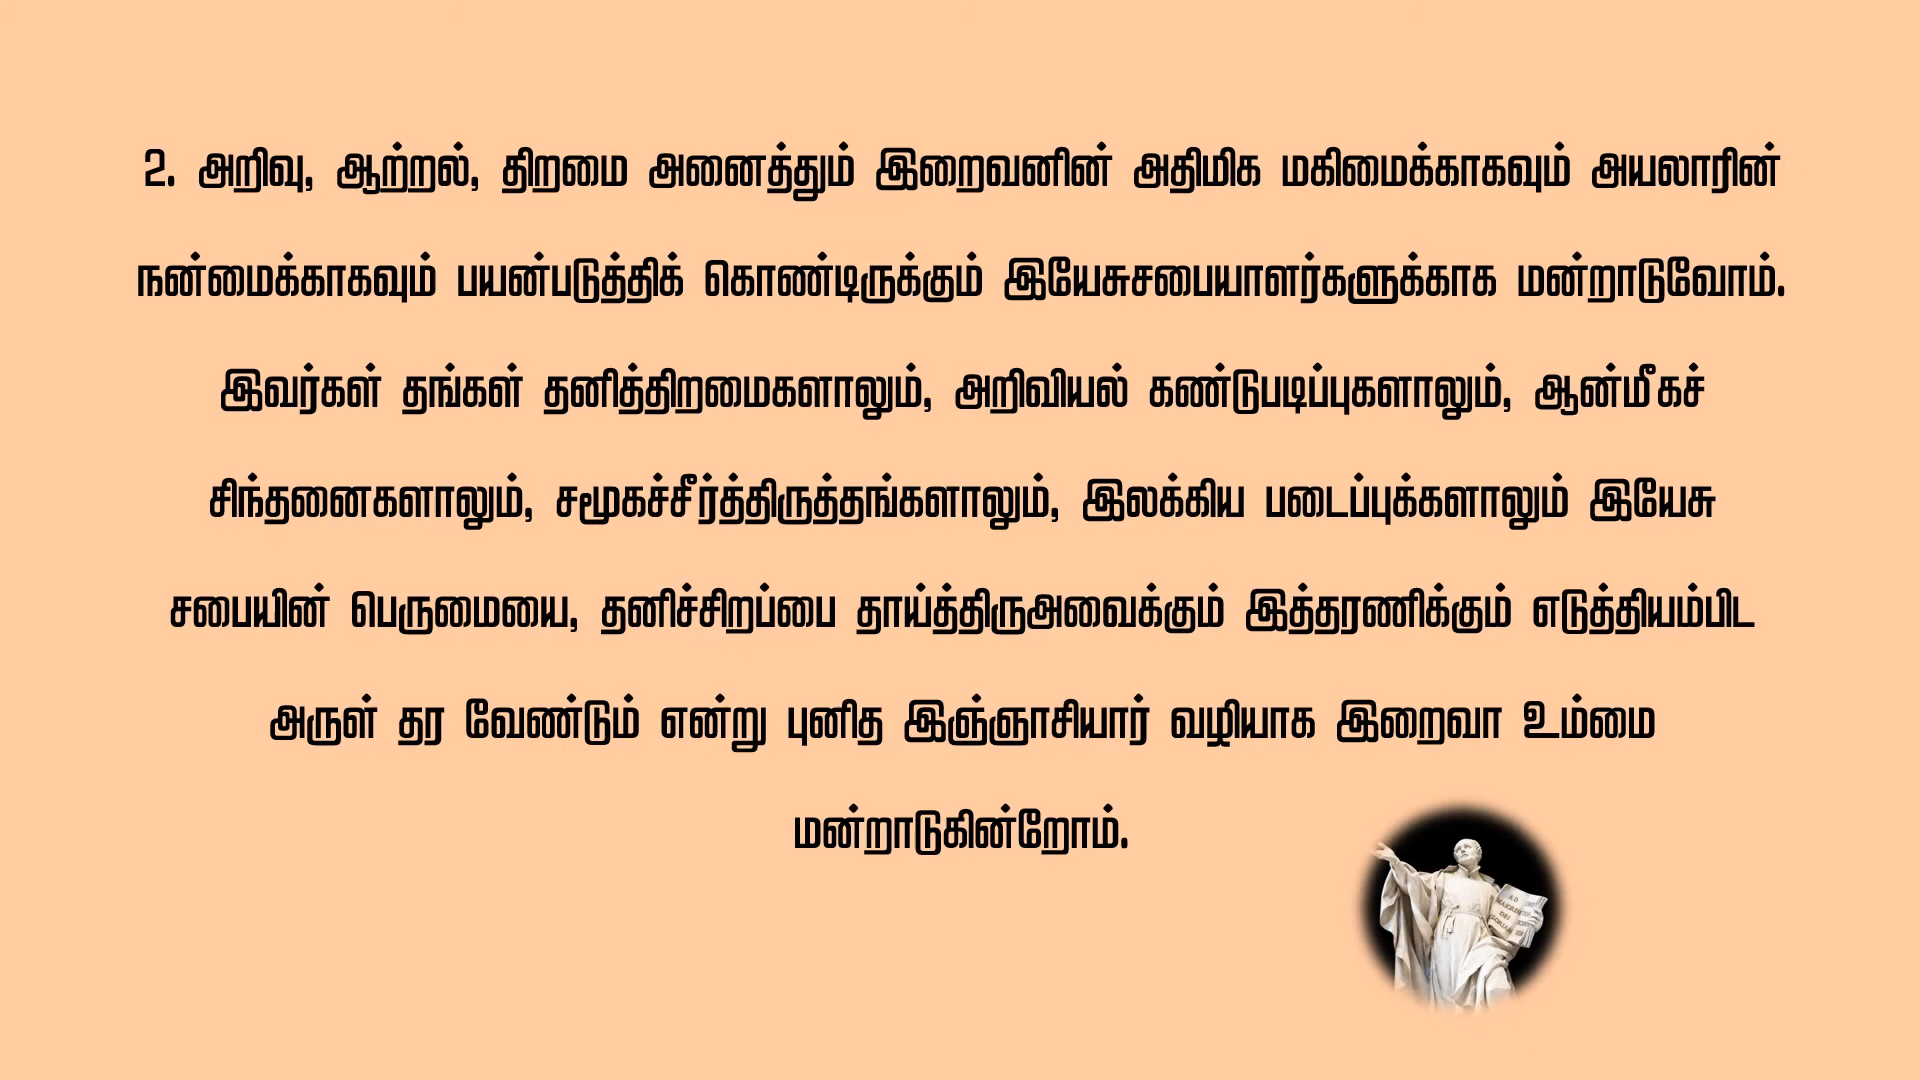 2. அறிவு, ஆற்றல், திறமை அனைத்தும் இறைவனின் அதிமிக மகிமைக்காகவும் அயலாரின்
நன்மைக்காகவும் பயன்படுத்திக் கொண்டிருக்கும் இயேசுசபையாளர்களுக்காக மன்றாடுவோம்.
இவர்கள் தங்கள் தனித்திறமைகளாலும், அறிவியல் கண்டுபடிப்புகளாலும், ஆன்மீகச்
சிந்தனைகளாலும், சமூகச்சீர்த்திருத்தங்களாலும், இலக்கிய படைப்புக்களாலும் இயேசு
சபையின் பெருமையை, தனிச்சிறப்பை தாய்த்திருஅவைக்கும் இத்தரணிக்கும் எடுத்தியம்பிட
அருள் தர வேண்டும் என்று புனித இஞ்ஞாசியார் வழியாக இறைவா உம்மை
மன்றாடுகின்றோம்.
AD
MAJOREM
DEI